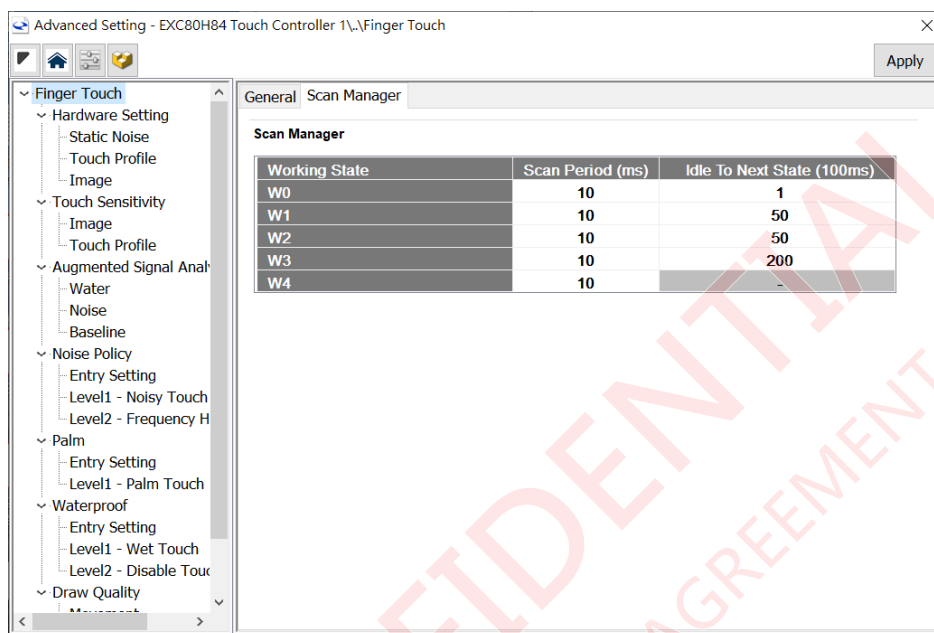 Advanced Setting - EXC80H84 Touch Controller 1\..\Finger Touch
Apply
Finger Touch
Hardware Setting
Static Noise
Touch Profile
Image
Touch Sensitivity
Image
Touch Profile
Augmented Signal Anal
Water
Noise
Baseline
Noise Policy
Entry Setting
Level1 - Noisy Touch
Level2 - Frequency H
Palm
Entry Setting
Level1 - Palm Touch
Waterproof
Entry Setting
Level1 - Wet Touch
Level2 - Disable Touc
Draw Quality
General Scan Manager
Scan Manager
Working State Scan Period (ms) Idle To Next State (100ms)
W0 10 1
W1 10 50
W2 10 50
W3 10 200
W4 10 -
FIDENTIAL
AGREEMENT